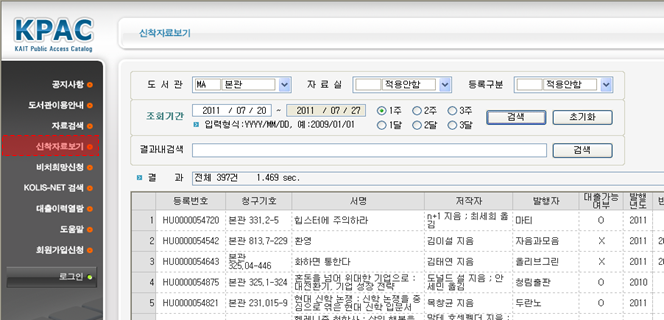 KPAC
KAIT Public Access Catalog
신착자료보기
공지사항
도서관이용안내
자료검색
신착자료보기
비치희망신청
KOLIS-NET 검색
대출이력열람
도움말
회원가입신청
로그인
도 서 관 MA 본관 자 료 실 적용안함 등록구분 적용안함
조회기간 2011 / 07 / 20 ~ 2011 / 07 / 27 1주 2주 3주 검색 초기화
입력형식:YYYY/MM/DD, 예:2009/01/01 1달 2달 3달
결과내검색 검색
결 과 전체 397건 1.469 sec.
등록번호 청구기호 서명 저작자 발행자 대출가능여부 발행년도
1 HU0000054720 본관 331.2-5 힙스터에 주의하라 n+1 지음 ; 최세희 옮김 마티 O 2011
2 HU0000054542 본관 813.7-229 환영 김이설 지음 자음과모음 X 2011
3 HU0000054643 본관 325.04-446 화하면 통한다 김태연 지음 올리브그린 X 2011
4 HU0000054875 본관 325.1-324 혼돈을 넘어 위대한 기업으로 : 대전환기, 기업 성장 전략 도널드 설 지음 ; 안세민 옮김 청림출판 O 2010
5 HU0000054821 본관 231.015-9 현대 신학 논쟁 : 신학 논쟁을 중심으로 엮는 현대 신학 입문서 목창균 지음 두란노 O 2011